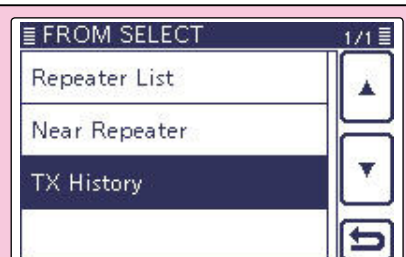 FROM SELECT 1/1
Repeater List
Near Repeater
TX History